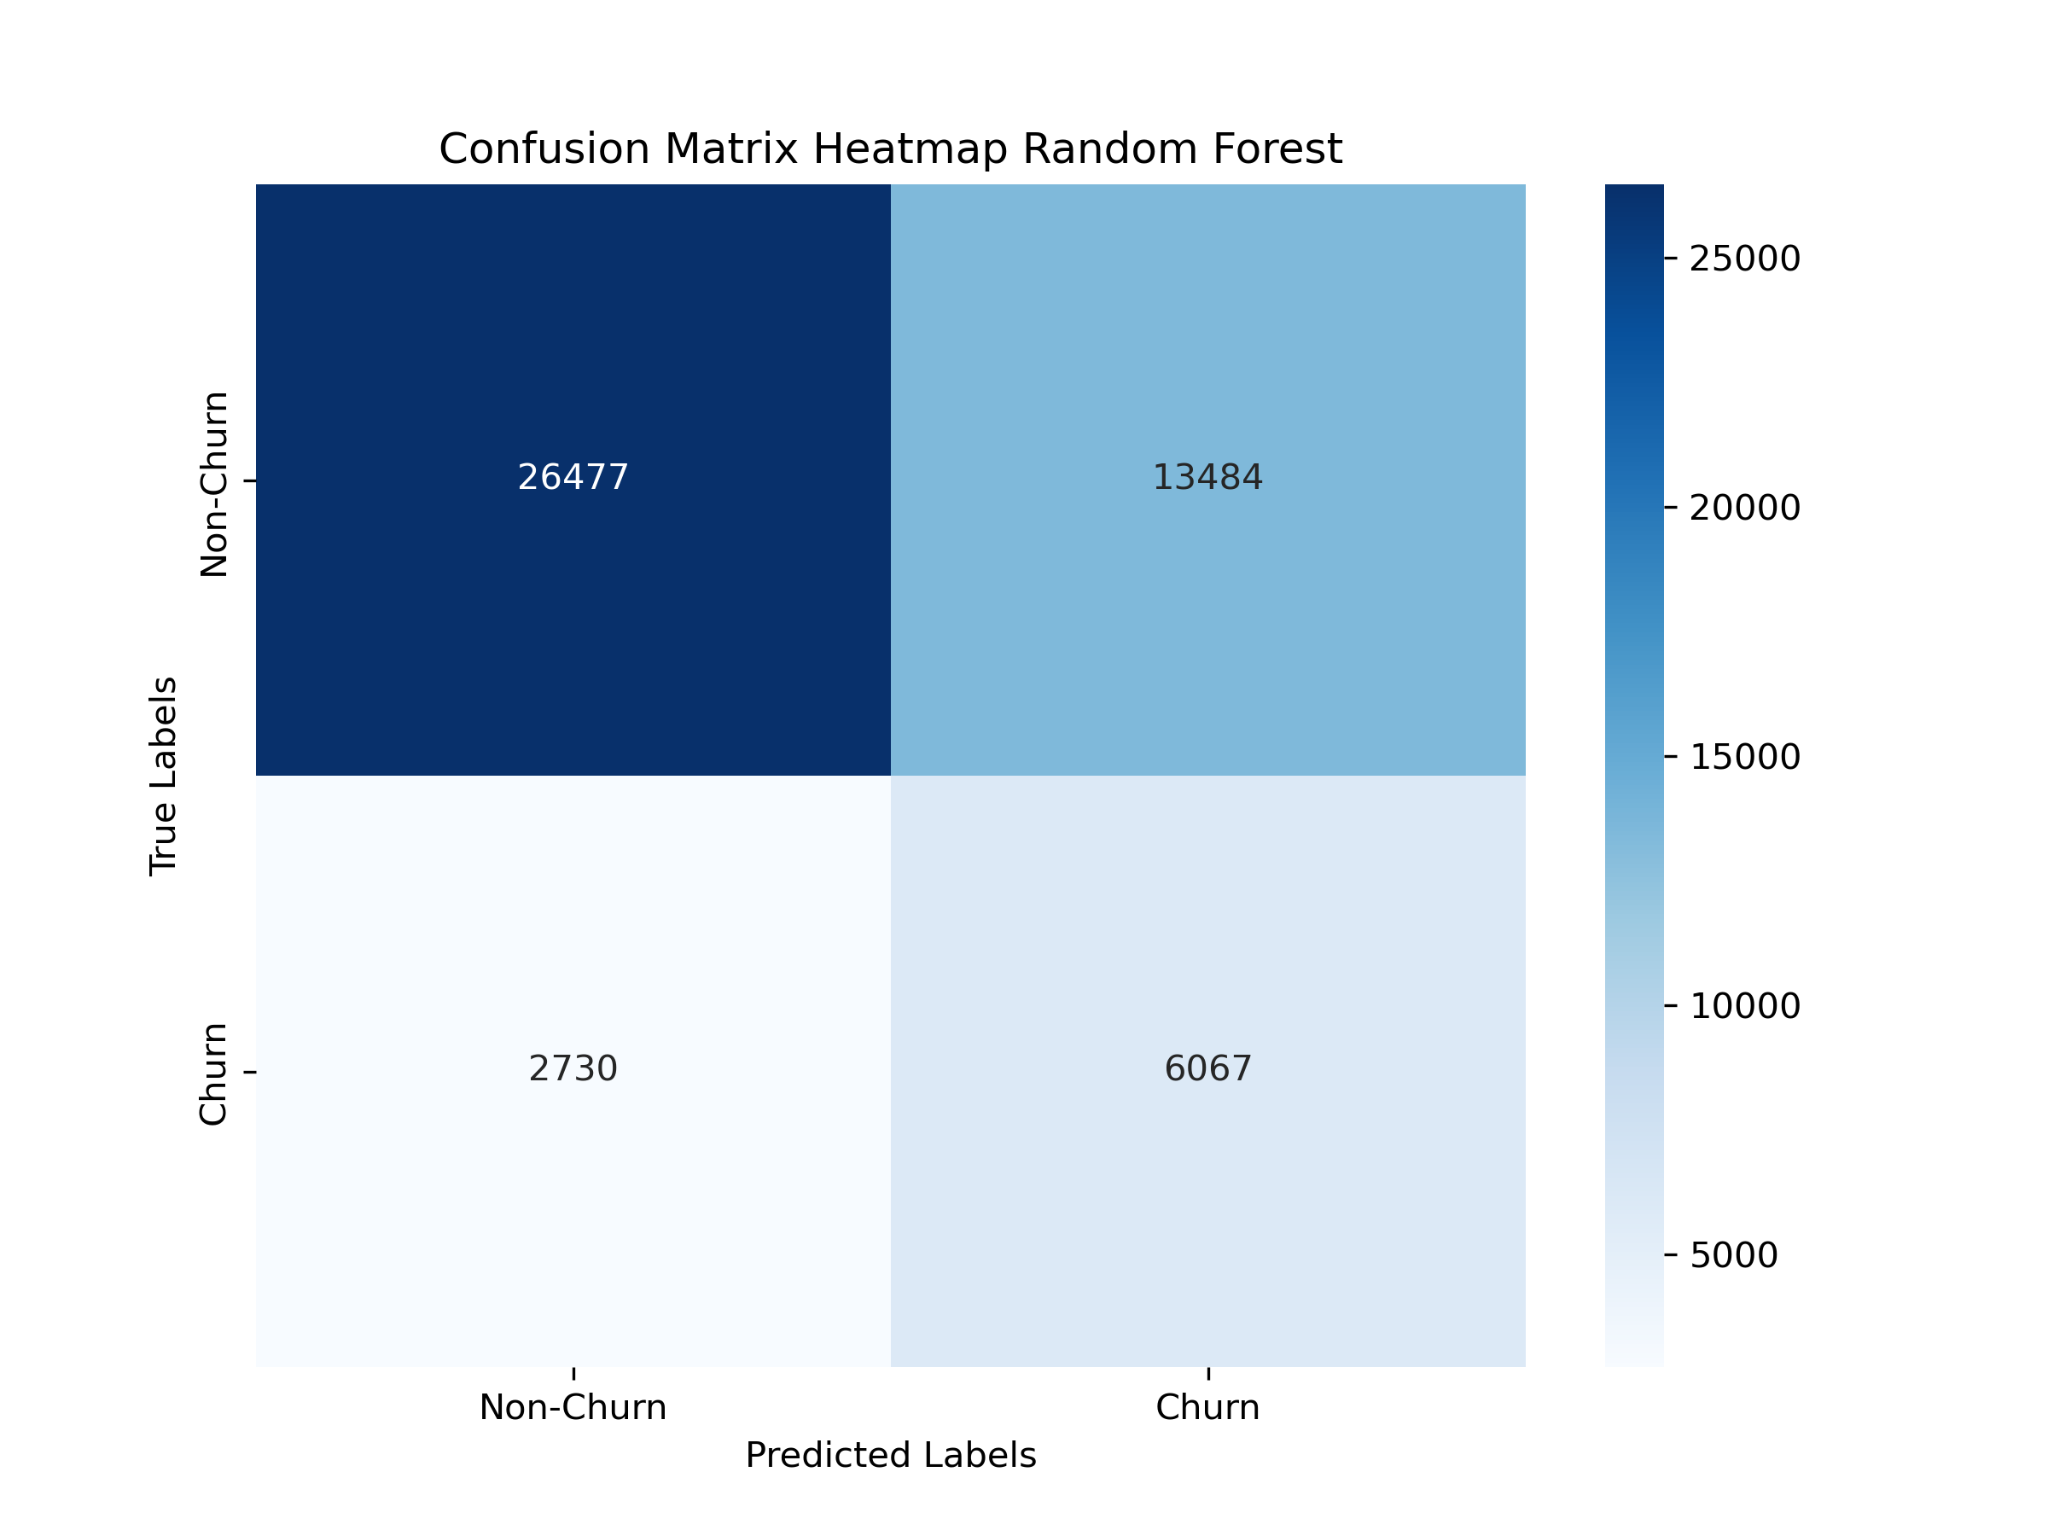 Confusion Matrix Heatmap Random Forest
True Labels
Non-Churn
Churn
26477
13484
2730
6067
Non-Churn
Churn
Predicted Labels
25000
20000
15000
10000
5000